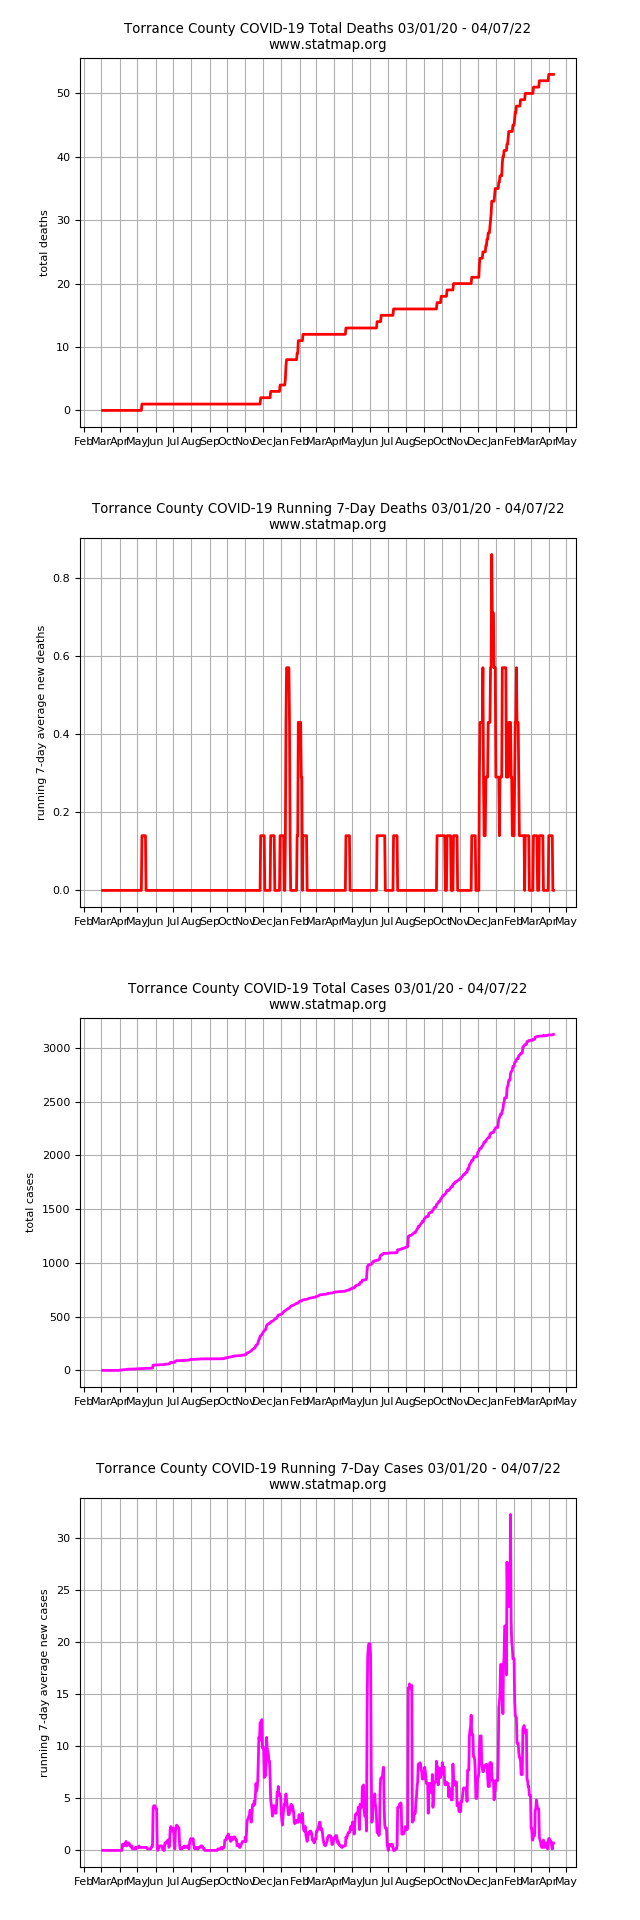 Torrance County COVID-19 Total Deaths 03/01/20 - 04/07/22
www.statmap.org
50
40
30
20
10
0
total deaths
Feb Mar Apr May Jun Jul Aug Sep Oct Nov Dec Jan Feb Mar Apr May Jun Jul Aug Sep Oct Nov Dec Jan Feb Mar Apr May
Torrance County COVID-19 Running 7-Day Deaths 03/01/20 - 04/07/22
www.statmap.org
0.8
0.6
0.4
0.2
0.0
running 7-day average new deaths
Feb Mar Apr May Jun Jul Aug Sep Oct Nov Dec Jan Feb Mar Apr May Jun Jul Aug Sep Oct Nov Dec Jan Feb Mar Apr May
Torrance County COVID-19 Total Cases 03/01/20 - 04/07/22
www.statmap.org
3000
2500
2000
1500
1000
500
0
total cases
Feb Mar Apr May Jun Jul Aug Sep Oct Nov Dec Jan Feb Mar Apr May Jun Jul Aug Sep Oct Nov Dec Jan Feb Mar Apr May
Torrance County COVID-19 Running 7-Day Cases 03/01/20 - 04/07/22
www.statmap.org
30
25
20
15
10
5
0
running 7-day average new cases
Feb Mar Apr May Jun Jul Aug Sep Oct Nov Dec Jan Feb Mar Apr May Jun Jul Aug Sep Oct Nov Dec Jan Feb Mar Apr May